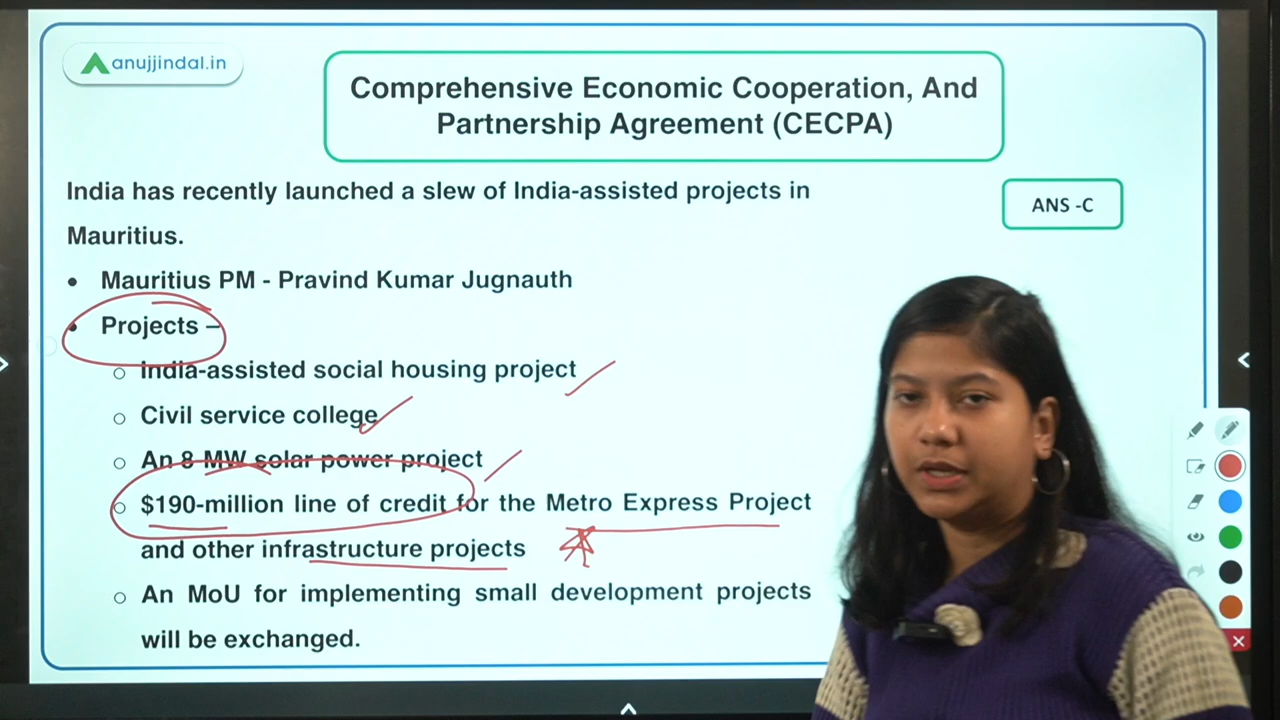 anujjindal.in
Comprehensive Economic Cooperation, And
Partnership Agreement (CECPA)
India has recently launched a slew of India-assisted projects in
Mauritius.
ANS -C
• Mauritius PM - Pravind Kumar Jugnauth
• Projects –
○ India-assisted social housing project
○ Civil service college
○ An 8 MW solar power project
○ $190-million line of credit for the Metro Express Project
and other infrastructure projects
○ An MoU for implementing small development projects
will be exchanged.